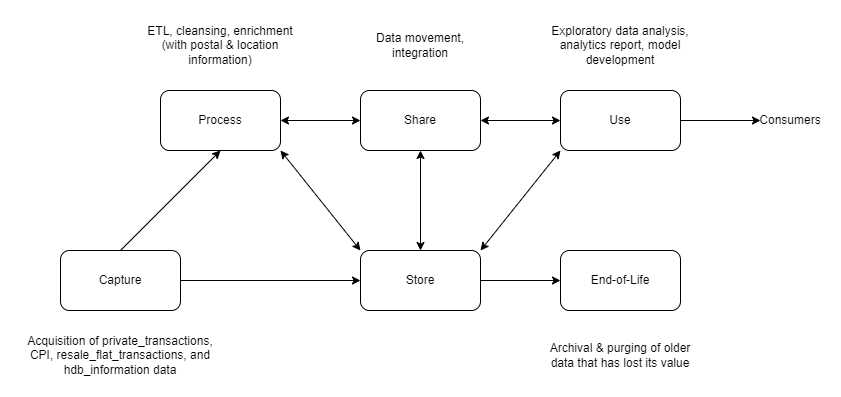 ETL, cleansing, enrichment
(with postal & location
information)
Data movement,
integration
Exploratory data analysis,
analytics report, model
development
Process
Share
Use
Consumers
Capture
Store
End-of-Life
Acquisition of private_transactions,
CPI, resale_flat_transactions, and
hdb_information data
Archival & purging of older
data that has lost its value